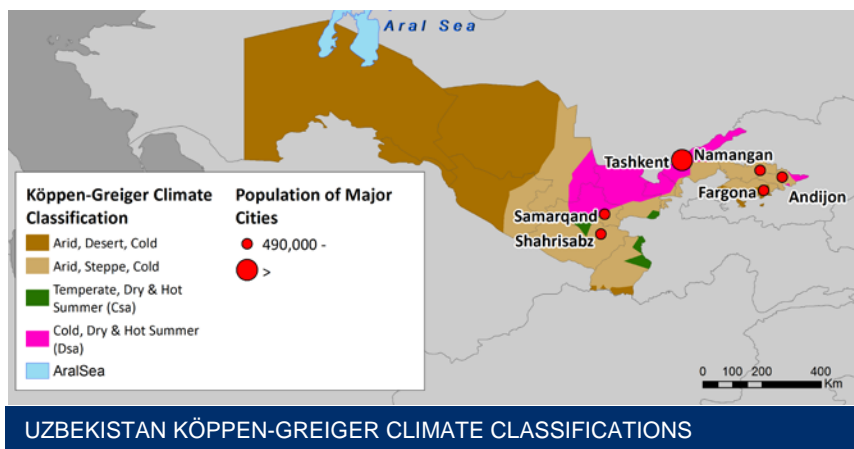 Aral Sea
Tashkent
Namangan
Fargona
Andijon
Samarqand
Shahrisabz
Köppen-Greiger Climate
Classification
Arid, Desert, Cold
Arid, Steppe, Cold
Temperate, Dry & Hot
Summer (Csa)
Cold, Dry & Hot Summer
(Dsa)
AralSea
Population of Major
Cities
490,000 -
>
0 100 200 400
Km
UZBEKISTAN KÖPPEN-GREIGER CLIMATE CLASSIFICATIONS